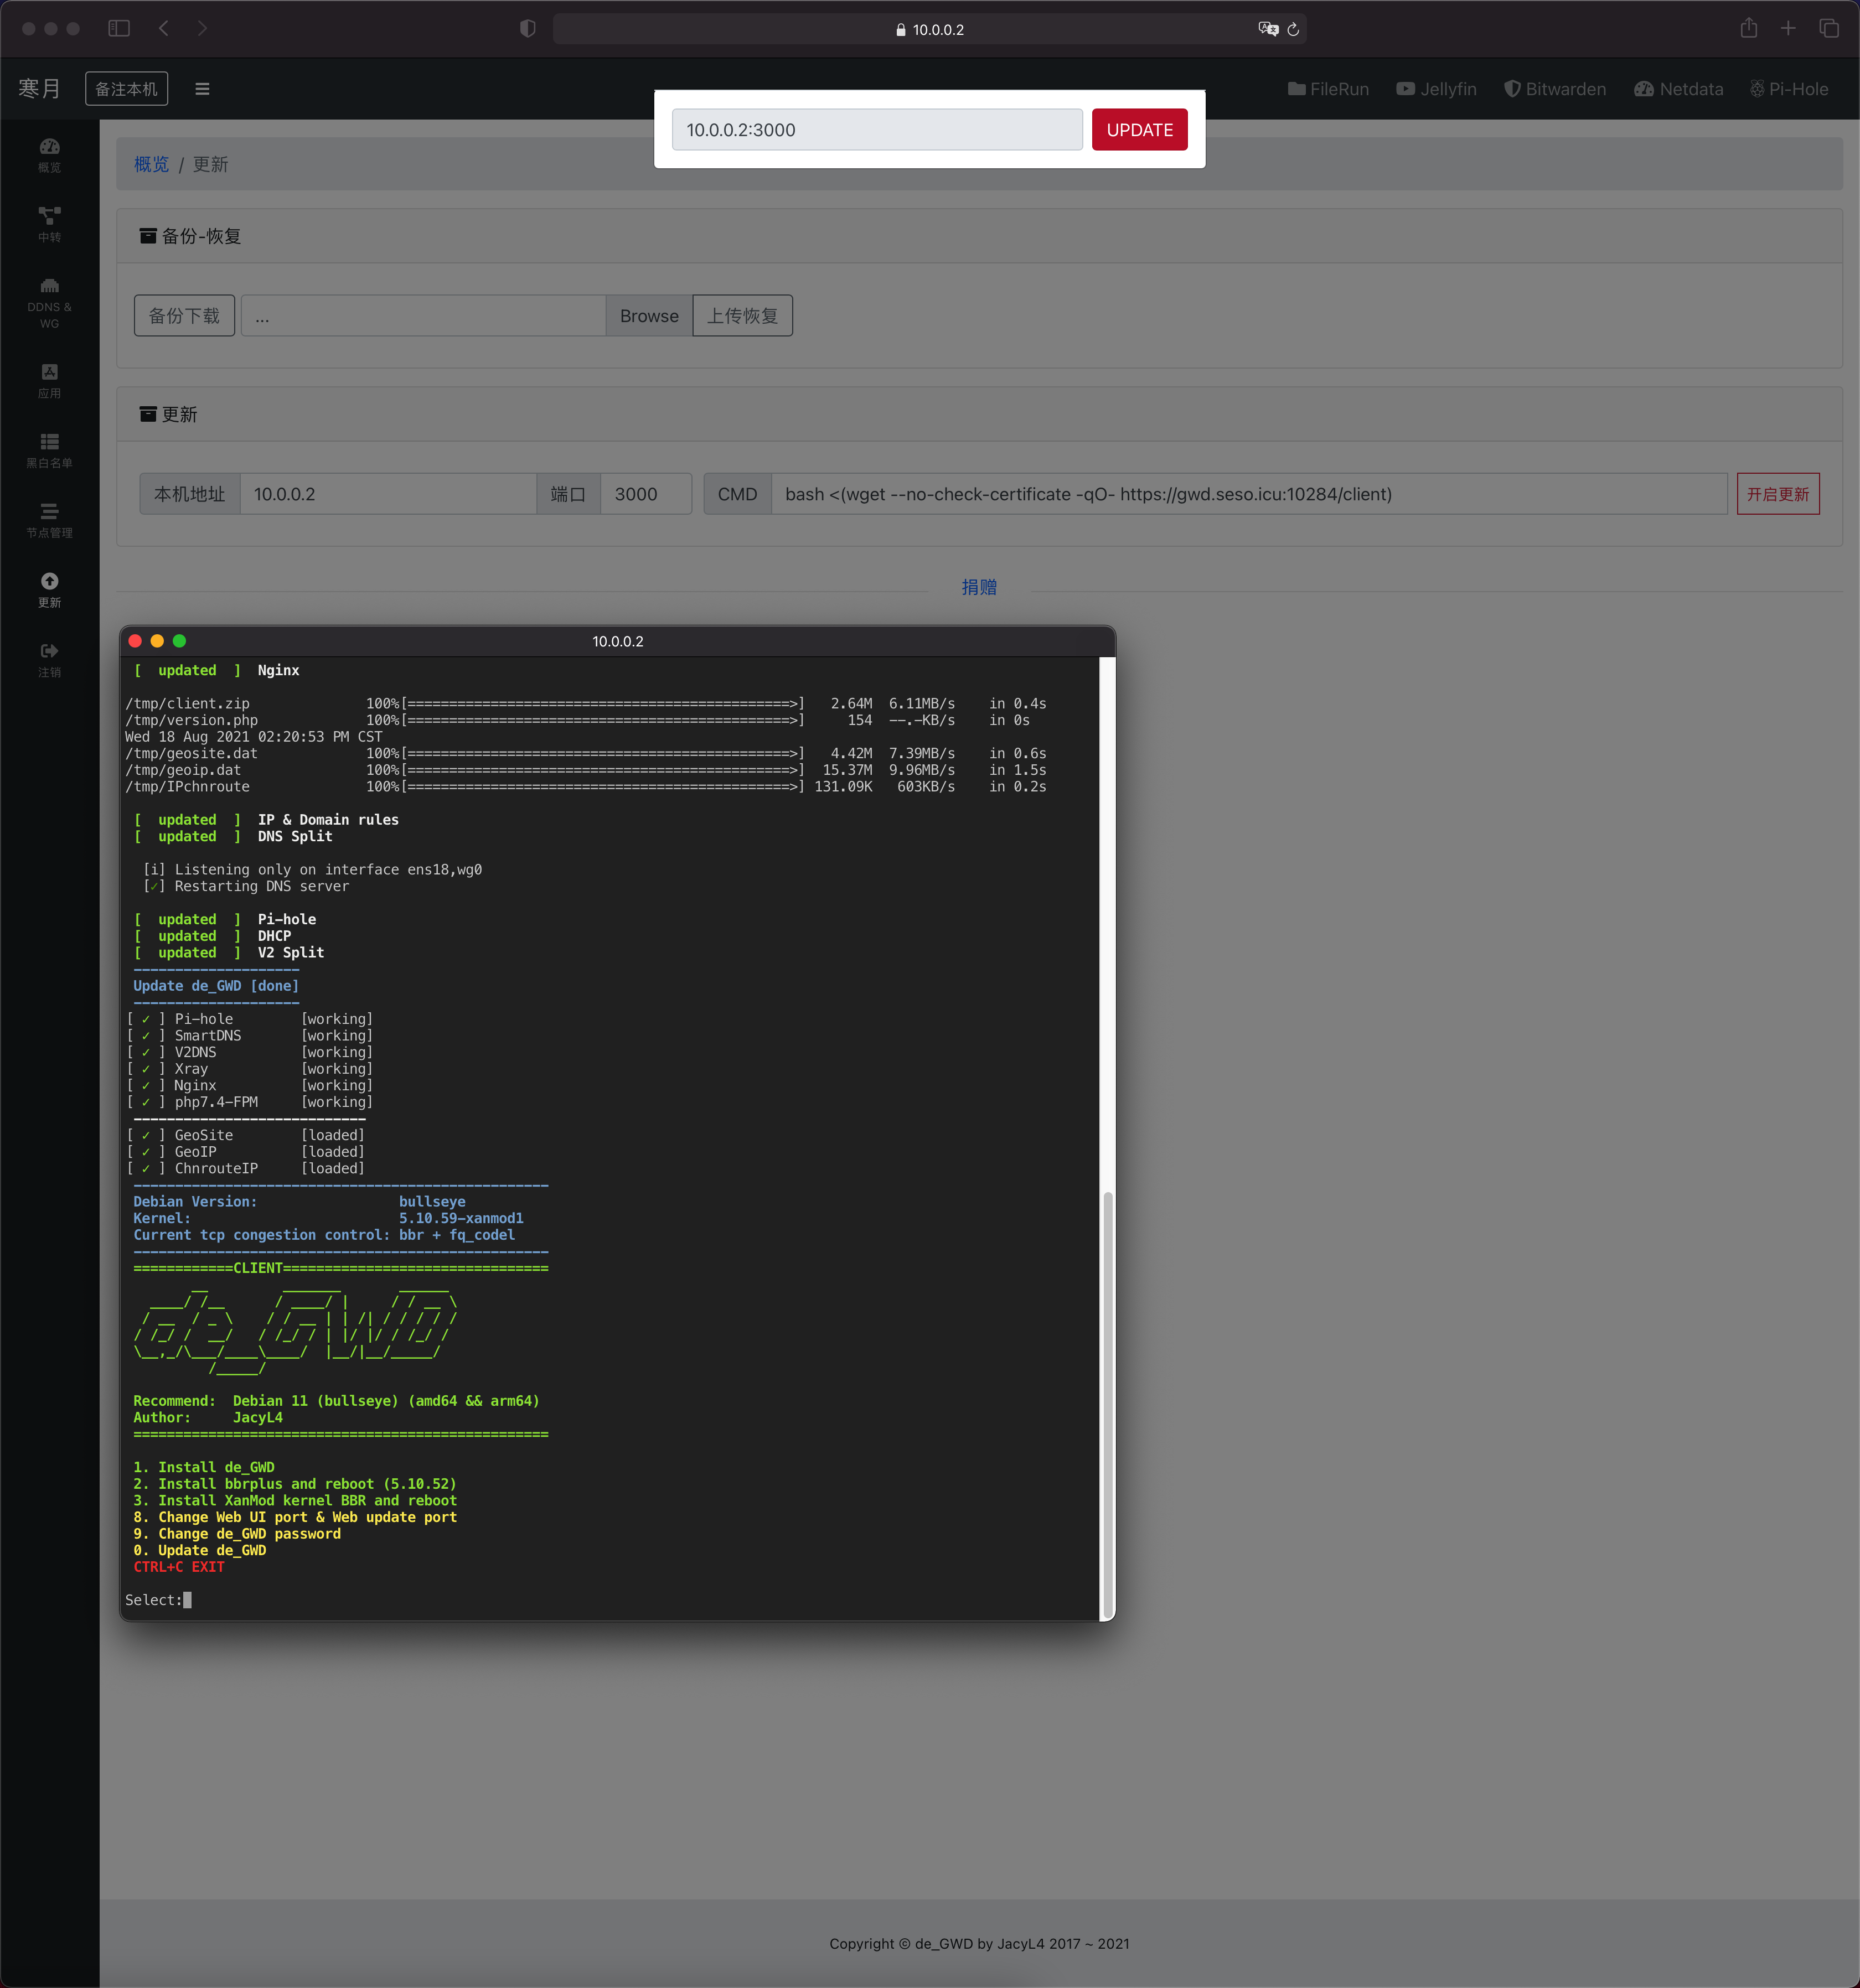 10.0.0.2
寒月 备注本机 FileRun Jellyfin Bitwarden Netdata Pi-Hole
10.0.0.2:3000 UPDATE
概览 / 更新
概览
中转
DDNS &
WG
应用
黑白名单
节点管理
更新
注销
备份-恢复
备份下载 ... Browse 上传恢复
更新
本机地址 10.0.0.2 端口 3000 CMD bash <(wget --no-check-certificate -qO- https://gwd.seso.icu:10284/client) 开启更新
捐赠
10.0.0.2
[ updated ] Nginx
/tmp/client.zip 100%[==============================================>] 2.64M 6.11MB/s in 0.4s
/tmp/version.php 100%[==============================================>] 154 --.-KB/s in 0s
Wed 18 Aug 2021 02:20:53 PM CST
/tmp/geosite.dat 100%[==============================================>] 4.42M 7.39MB/s in 0.6s
/tmp/geoip.dat 100%[==============================================>] 15.37M 9.96MB/s in 1.5s
/tmp/IPchnroute 100%[==============================================>] 131.09K 603KB/s in 0.2s
[ updated ] IP & Domain rules
[ updated ] DNS Split
[i] Listening only on interface ens18,wg0
[✓] Restarting DNS server
[ updated ] Pi-hole
[ updated ] DHCP
[ updated ] V2 Split
--------------------
Update de_GWD [done]
--------------------
[ ✓ ] Pi-hole [working]
[ ✓ ] SmartDNS [working]
[ ✓ ] V2DNS [working]
[ ✓ ] Xray [working]
[ ✓ ] Nginx [working]
[ ✓ ] php7.4-FPM [working]
----------------------------
[ ✓ ] GeoSite [loaded]
[ ✓ ] GeoIP [loaded]
[ ✓ ] ChnrouteIP [loaded]
--------------------------------------------------
Debian Version: bullseye
Kernel: 5.10.59-xanmod1
Current tcp congestion control: bbr + fq_codel
--------------------------------------------------
============CLIENT================================
de_GWD
Recommend: Debian 11 (bullseye) (amd64 && arm64)
Author: JacyL4
==================================================
1. Install de_GWD
2. Install bbrplus and reboot (5.10.52)
3. Install XanMod kernel BBR and reboot
8. Change Web UI port & Web update port
9. Change de_GWD password
0. Update de_GWD
CTRL+C EXIT
Select:
Copyright © de_GWD by JacyL4 2017 ~ 2021